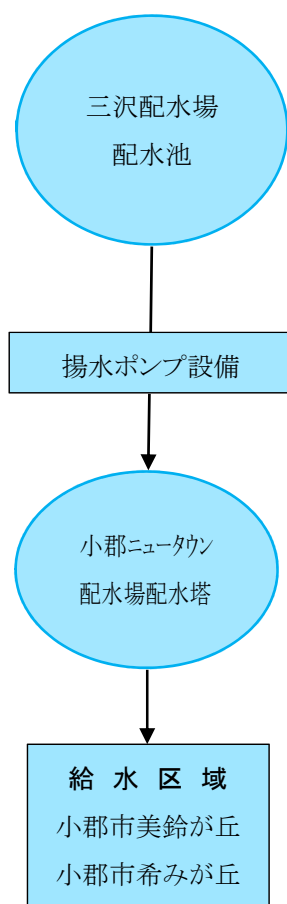 三沢配水場
配水池
揚水ポンプ設備
小郡ニュータウン
配水場配水塔
給水区域
小郡市美鈴が丘
小郡市希みが丘